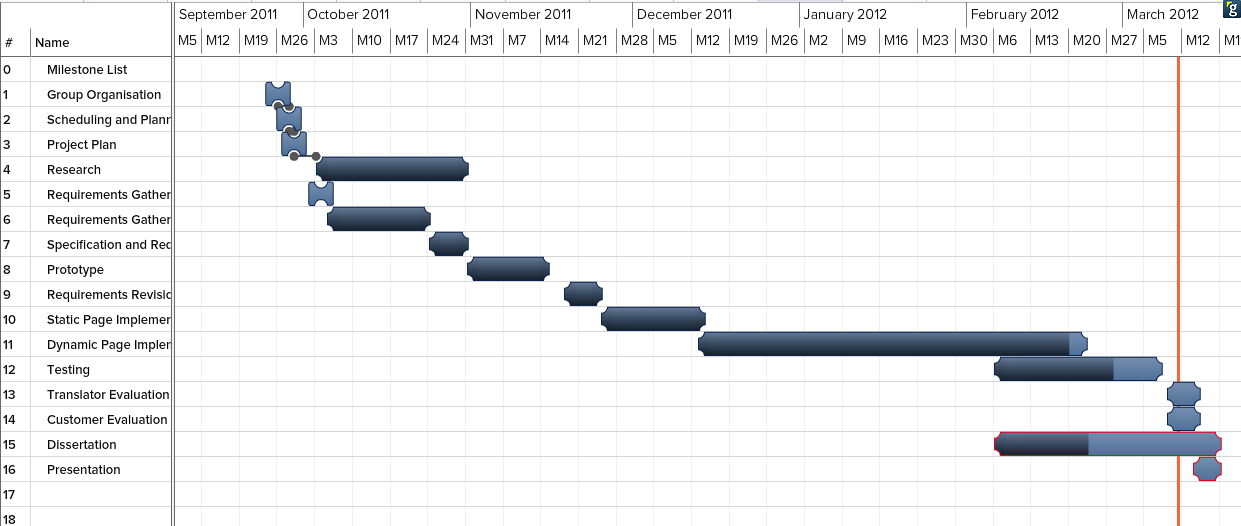 September 2011 October 2011 November 2011 December 2011 January 2012 February 2012 March 2012 g
# Name M5 M12 M19 M26 M3 M10 M17 M24 M31 M7 M14 M21 M28 M5 M12 M19 M26 M2 M9 M16 M23 M30 M6 M13 M20 M27 M5 M12 M1
0 Milestone List
1 Group Organisation
2 Scheduling and Plann
3 Project Plan
4 Research
5 Requirements Gather
6 Requirements Gather
7 Specification and Req
8 Prototype
9 Requirements Revisic
10 Static Page Implemer
11 Dynamic Page Impler
12 Testing
13 Translator Evaluation
14 Customer Evaluation
15 Dissertation
16 Presentation
17
18